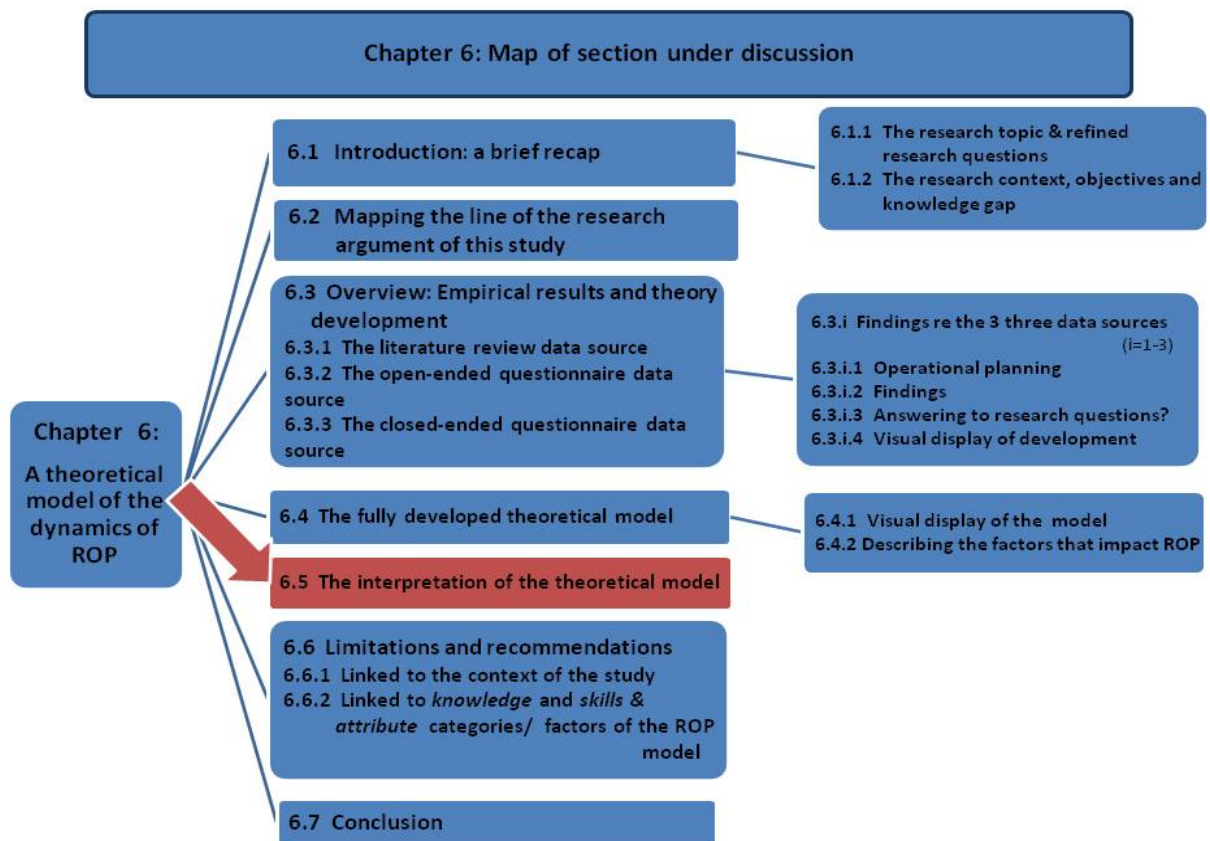 Chapter 6: Map of section under discussion
6.1 Introduction: a brief recap
6.1.1 The research topic & refined
research questions
6.1.2 The research context, objectives and
knowledge gap
6.2 Mapping the line of the research
argument of this study
6.3 Overview: Empirical results and theory
development
6.3.1 The literature review data source
6.3.2 The open-ended questionnaire data
source
6.3.3 The closed-ended questionnaire data
source
6.3.i Findings re the 3 three data sources
(i=1-3)
6.3.i.1 Operational planning
6.3.i.2 Findings
6.3.i.3 Answering to research questions?
6.3.i.4 Visual display of development
Chapter 6:
A theoretical
model of the
dynamics of
ROP
6.4 The fully developed theoretical model
6.4.1 Visual display of the model
6.4.2 Describing the factors that impact ROP
6.5 The interpretation of the theoretical model
6.6 Limitations and recommendations
6.6.1 Linked to the context of the study
6.6.2 Linked to knowledge and skills &
attribute categories/ factors of the ROP
model
6.7 Conclusion